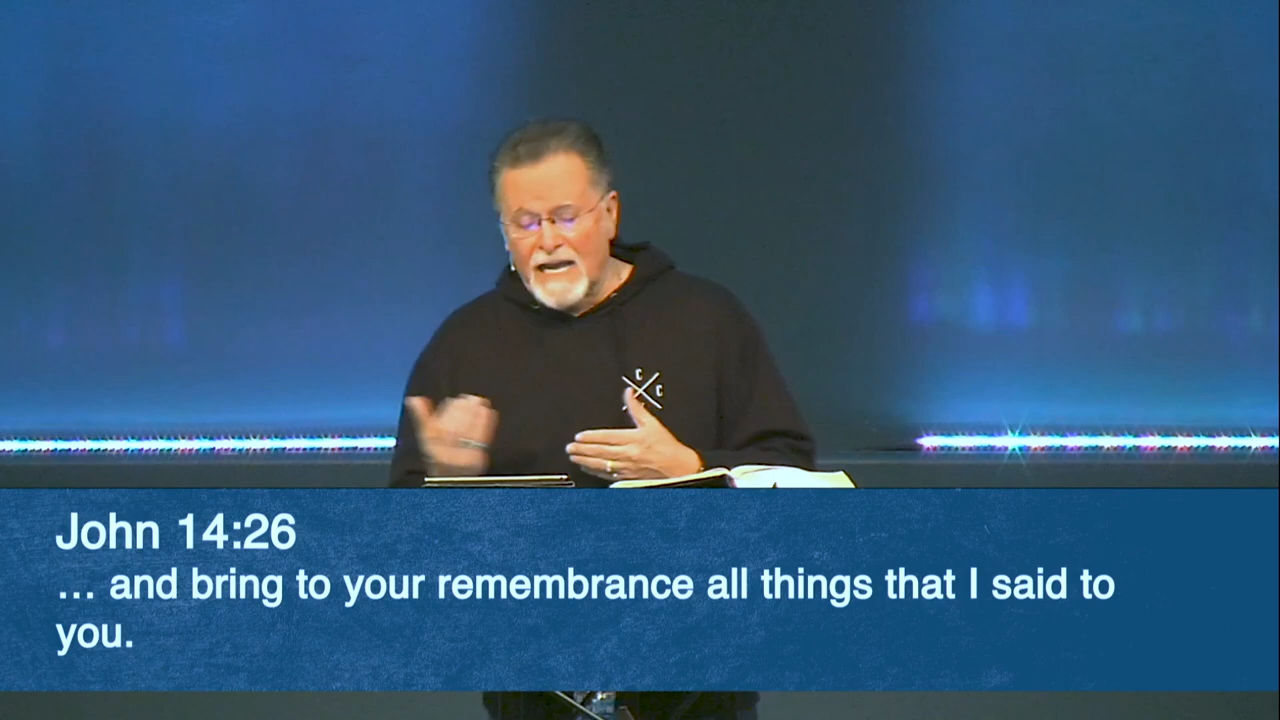 C
C
John 14:26
… and bring to your remembrance all things that I said to
you.